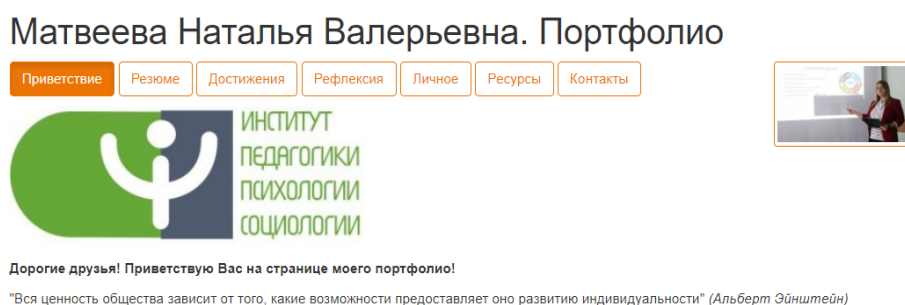 Матвеева Наталья Валерьевна. Портфолио
Приветствие Резюме Достижения Рефлексия Личное Ресурсы Контакты
ИНСТИТУТ
ПЕДАГОГИКИ
ПСИХОЛОГИИ
СОЦИОЛОГИИ
Дорогие друзья! Приветствую Вас на странице моего портфолио!
"Вся ценность общества зависит от того, какие возможности предоставляет оно развитию индивидуальности" (Альберт Эйнштейн)